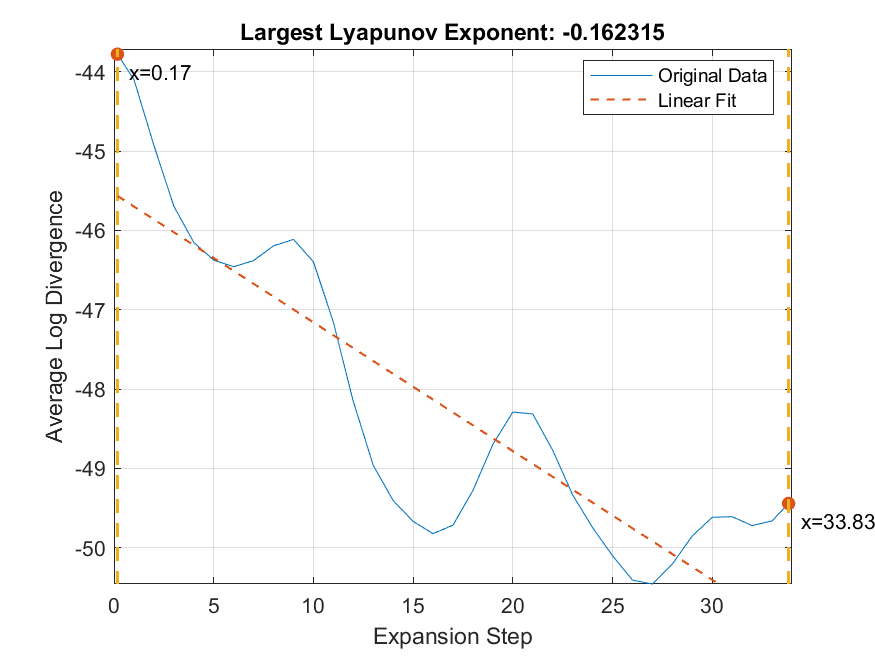 Largest Lyapunov Exponent: -0.162315
Original Data
Linear Fit
x=0.17
x=33.83
-44
-45
-46
-47
-48
-49
-50
Average Log Divergence
0 5 10 15 20 25 30
Expansion Step